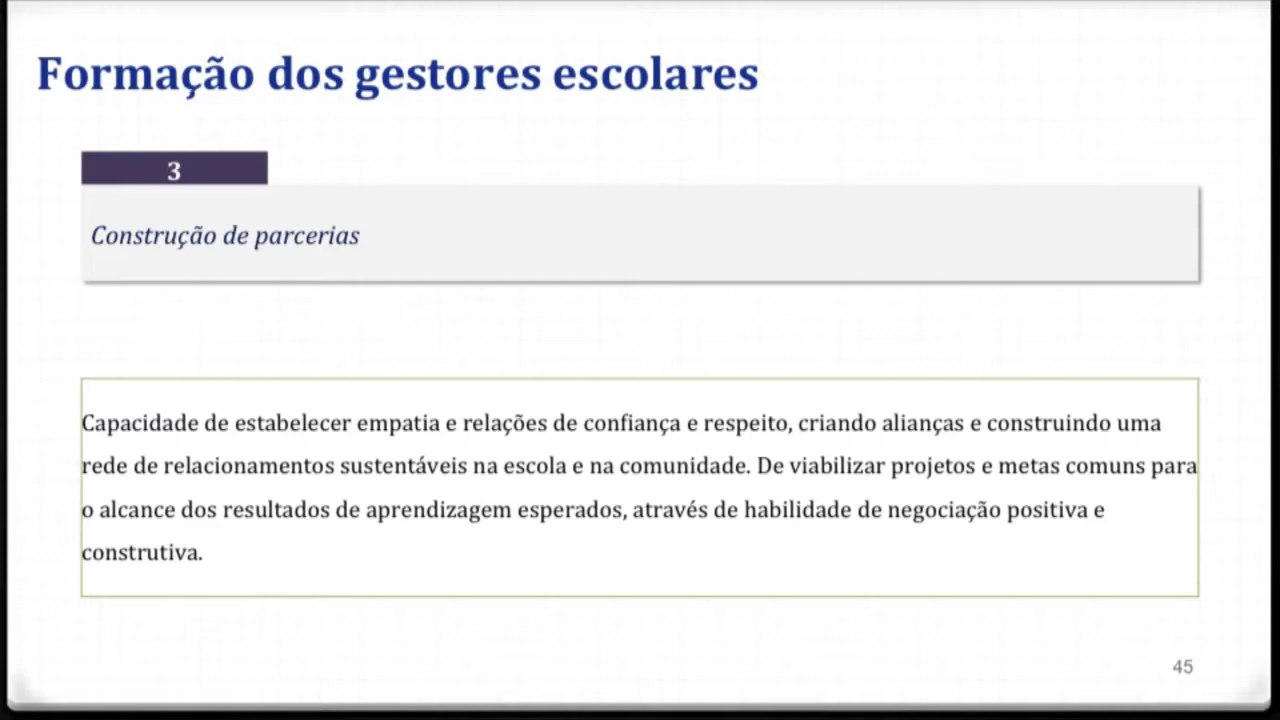 Formação dos gestores escolares
3
Construção de parcerias
Capacidade de estabelecer empatia e relações de confiança e respeito, criando alianças e construindo uma
rede de relacionamentos sustentáveis na escola e na comunidade. De viabilizar projetos e metas comuns para
o alcance dos resultados de aprendizagem esperados, através de habilidade de negociação positiva e
construtiva.
45